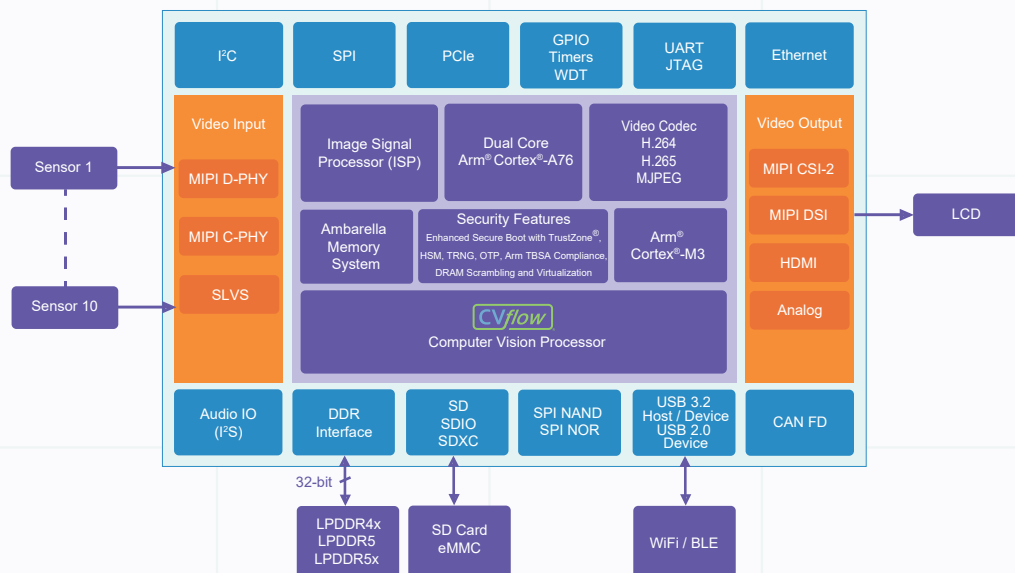 I²C
SPI
PCIe
GPIO
Timers
WDT
UART
JTAG
Ethernet
Video Input
MIPI D-PHY
MIPI C-PHY
SLVS
Sensor 1
Sensor 10
Image Signal
Processor (ISP)
Dual Core
Arm® Cortex®-A76
Video Codec
H.264
H.265
MJPEG
Ambarella
Memory
System
Security Features
Enhanced Secure Boot with TrustZone®,
HSM, TRNG, OTP, Arm TBSA Compliance,
DRAM Scrambling and Virtualization
Arm®
Cortex®-M3
CVflow
Computer Vision Processor
Video Output
MIPI CSI-2
MIPI DSI
HDMI
Analog
LCD
Audio IO
(I²S)
DDR
Interface
SD
SDIO
SDXC
SPI NAND
SPI NOR
USB 3.2
Host / Device
USB 2.0
Device
CAN FD
32-bit
LPDDR4x
LPDDR5
LPDDR5x
SD Card
eMMC
WiFi / BLE